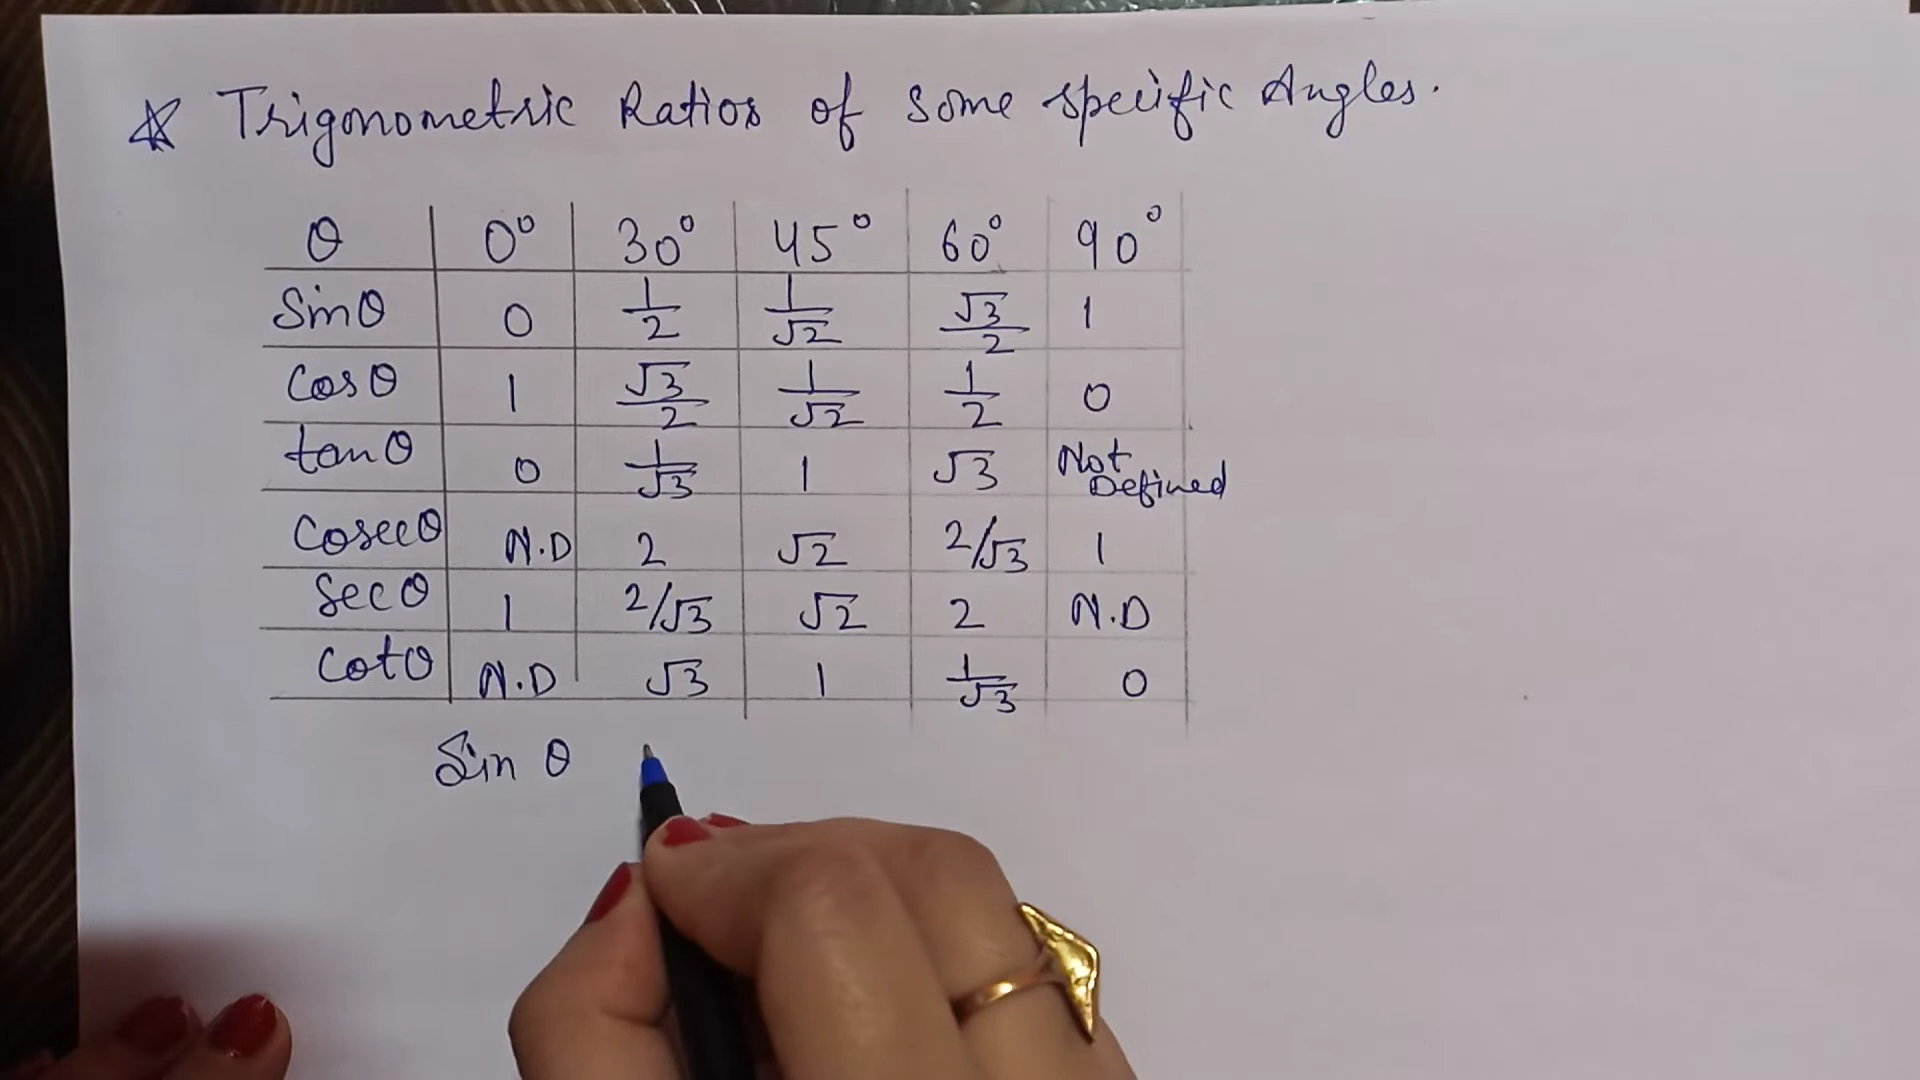 ☆ Trigonometric Ratios of some specific Angles.
θ 0° 30° 45° 60° 90°
Sinθ 0 1/2 1/√2 √3/2 1
Cosθ 1 √3/2 1/√2 1/2 0
tanθ 0 1/√3 1 √3 Not Defined
Cosecθ N.D 2 √2 2/√3 1
Secθ 1 2/√3 √2 2 N.D
Cotθ N.D √3 1 1/√3 0
Sin θ